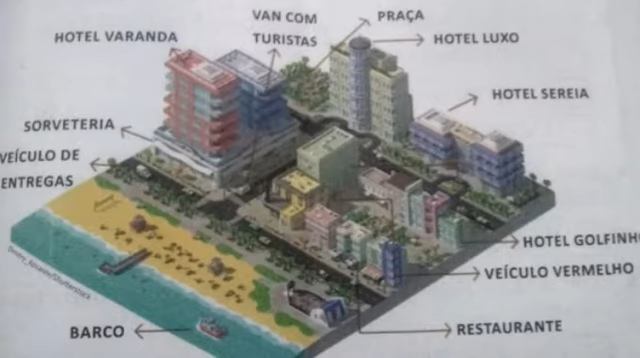 VAN COM
TURISTAS
PRAÇA
HOTEL VARANDA
HOTEL LUXO
HOTEL SEREIA
SORVETERIA
VEÍCULO DE
ENTREGAS
HOTEL GOLFINHO
VEÍCULO VERMELHO
BARCO
RESTAURANTE